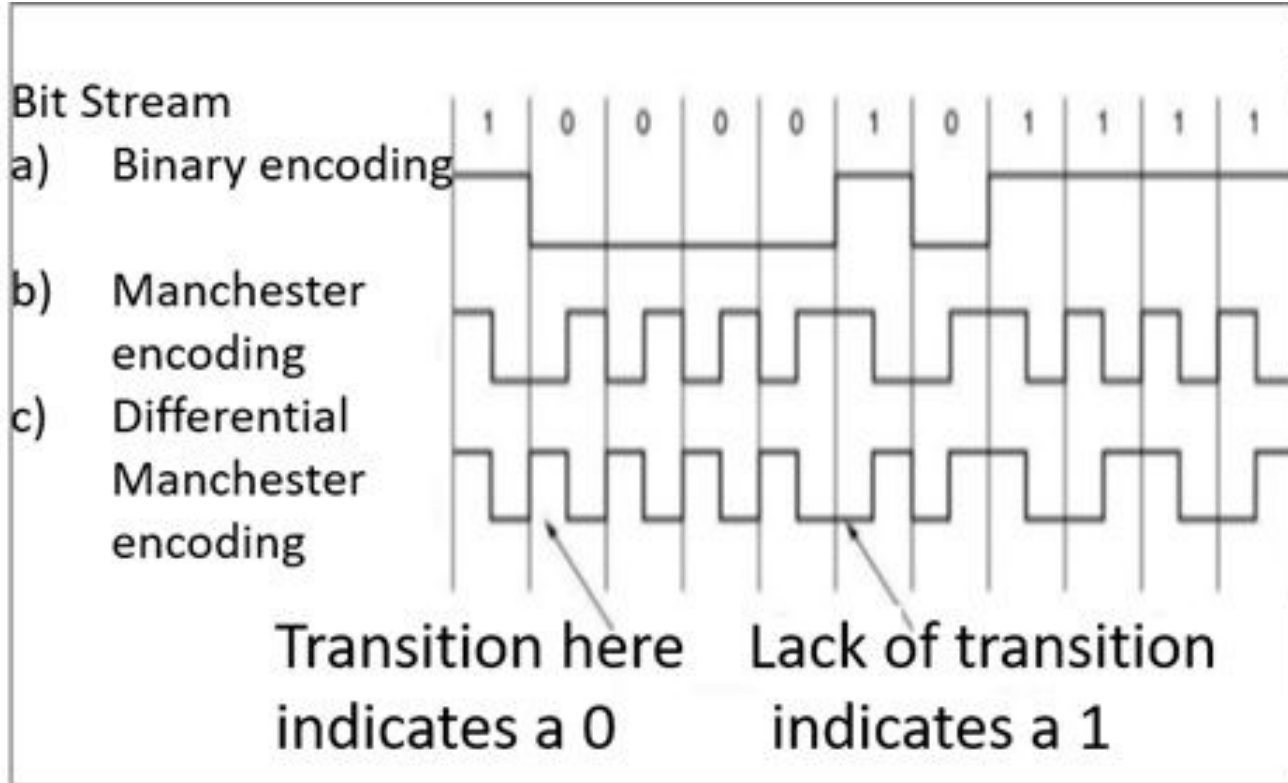 Bit Stream
1 0 0 0 0 1 0 1 1 1 1
a) Binary encoding
b) Manchester
encoding
c) Differential
Manchester
encoding
Transition here
indicates a 0
Lack of transition
indicates a 1